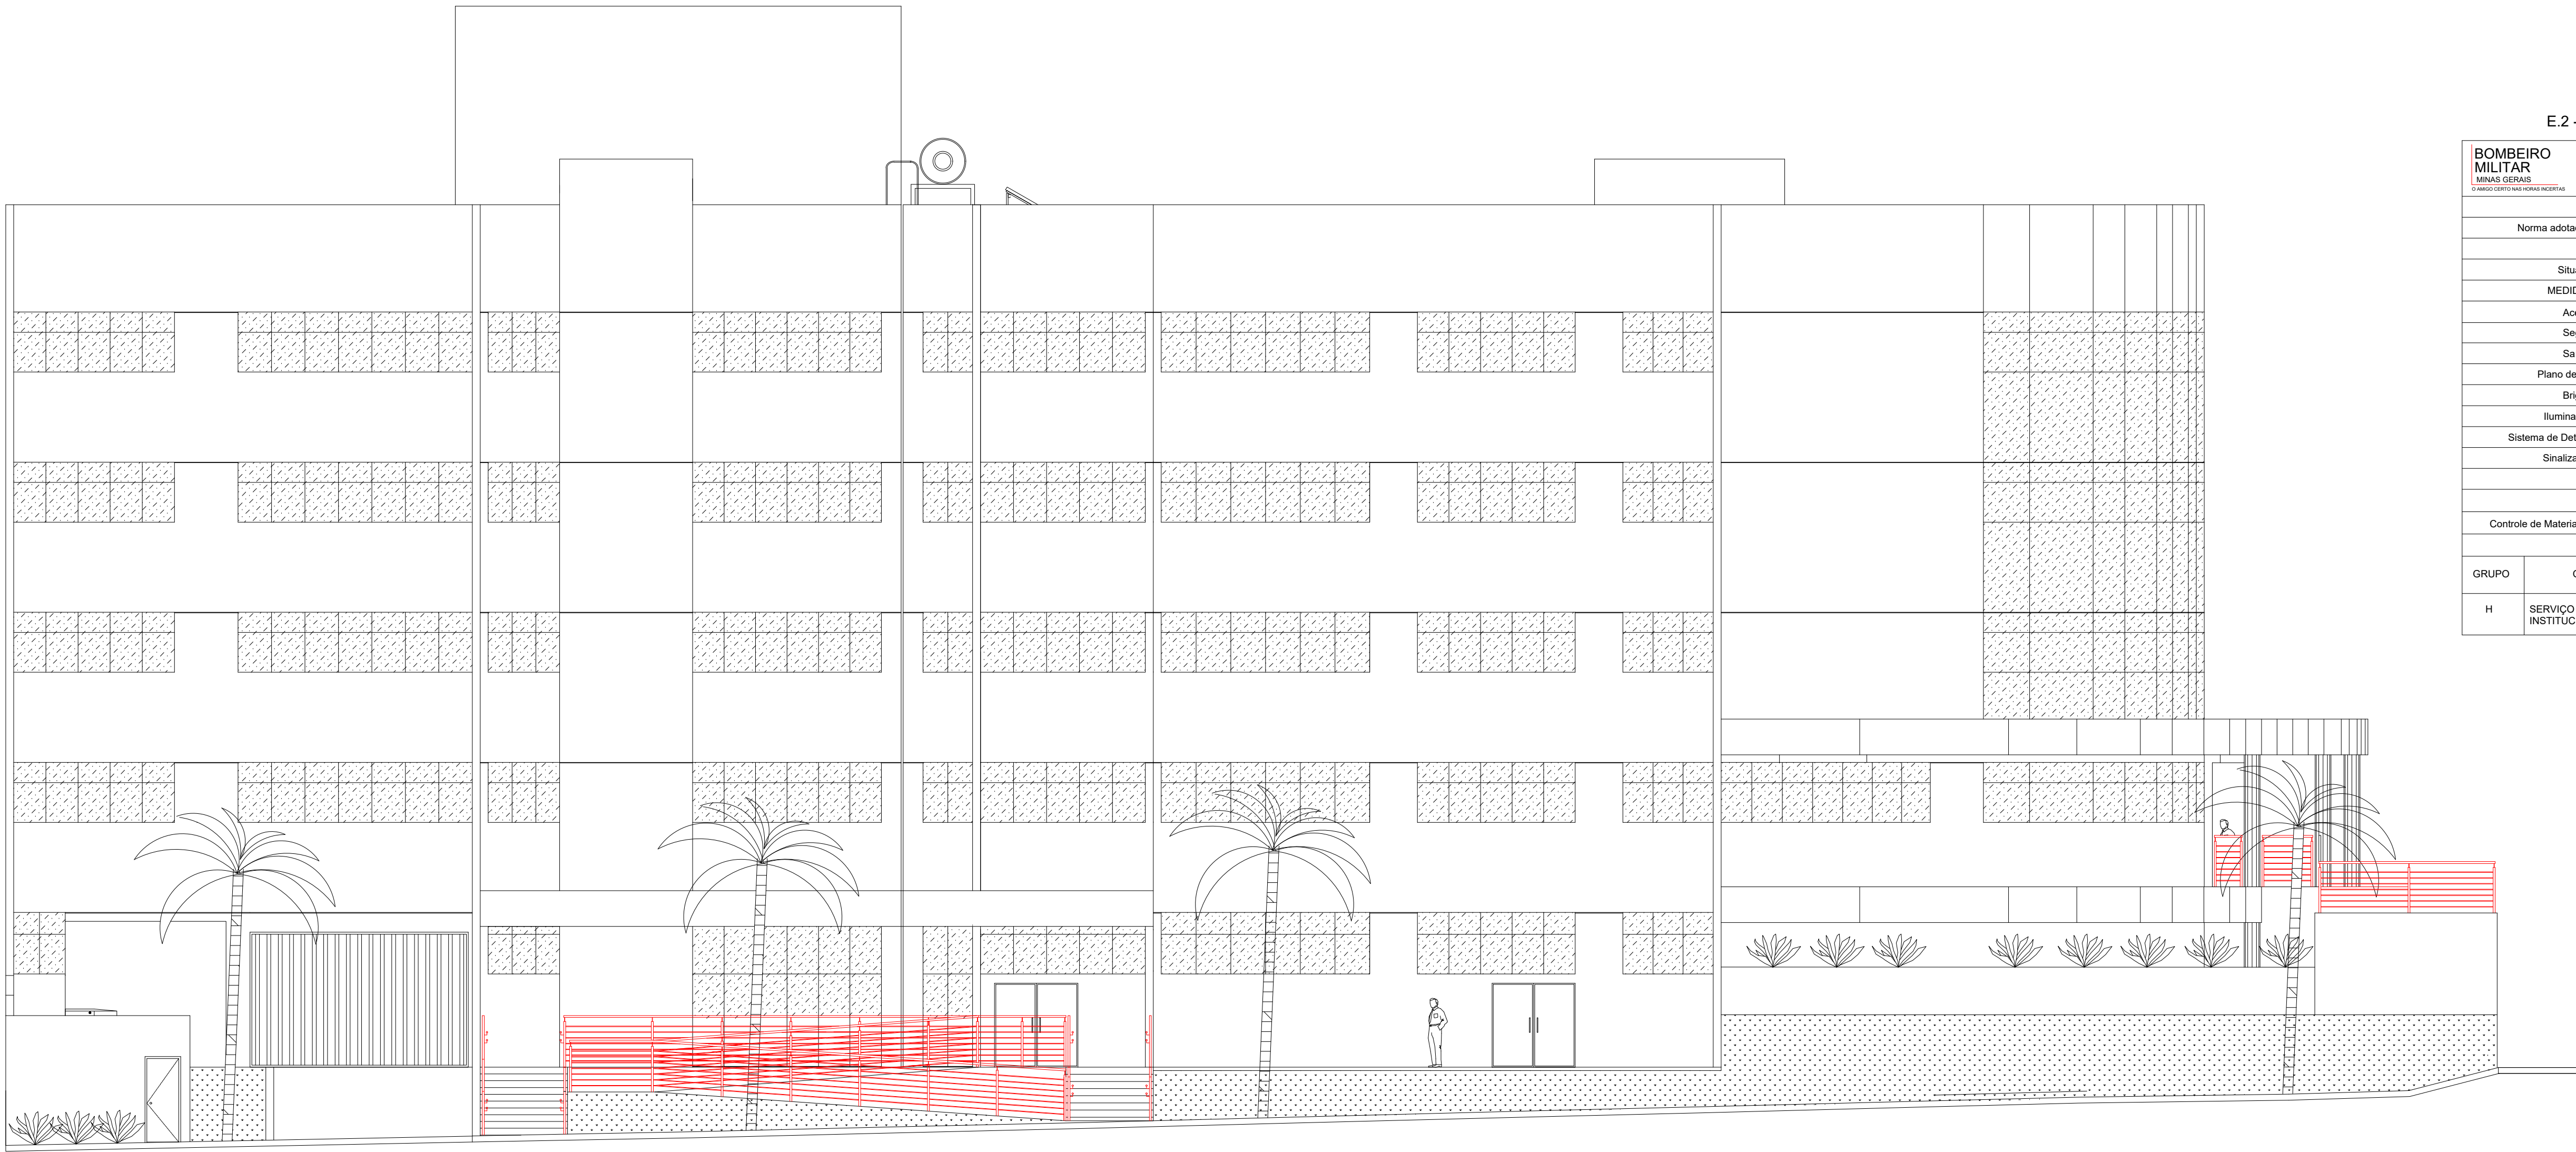 E.2 -
BOMBEIRO
MILITAR
MINAS GERAIS
O AMIGO CERTO NAS HORAS INCERTAS
Norma adota
Situ
MEDID
Ac
Se
Sa
Plano de
Bri
Ilumina
Sistema de Det
Sinaliza
Controle de Materia
GRUPO
H
SERVIÇO
INSTITUC